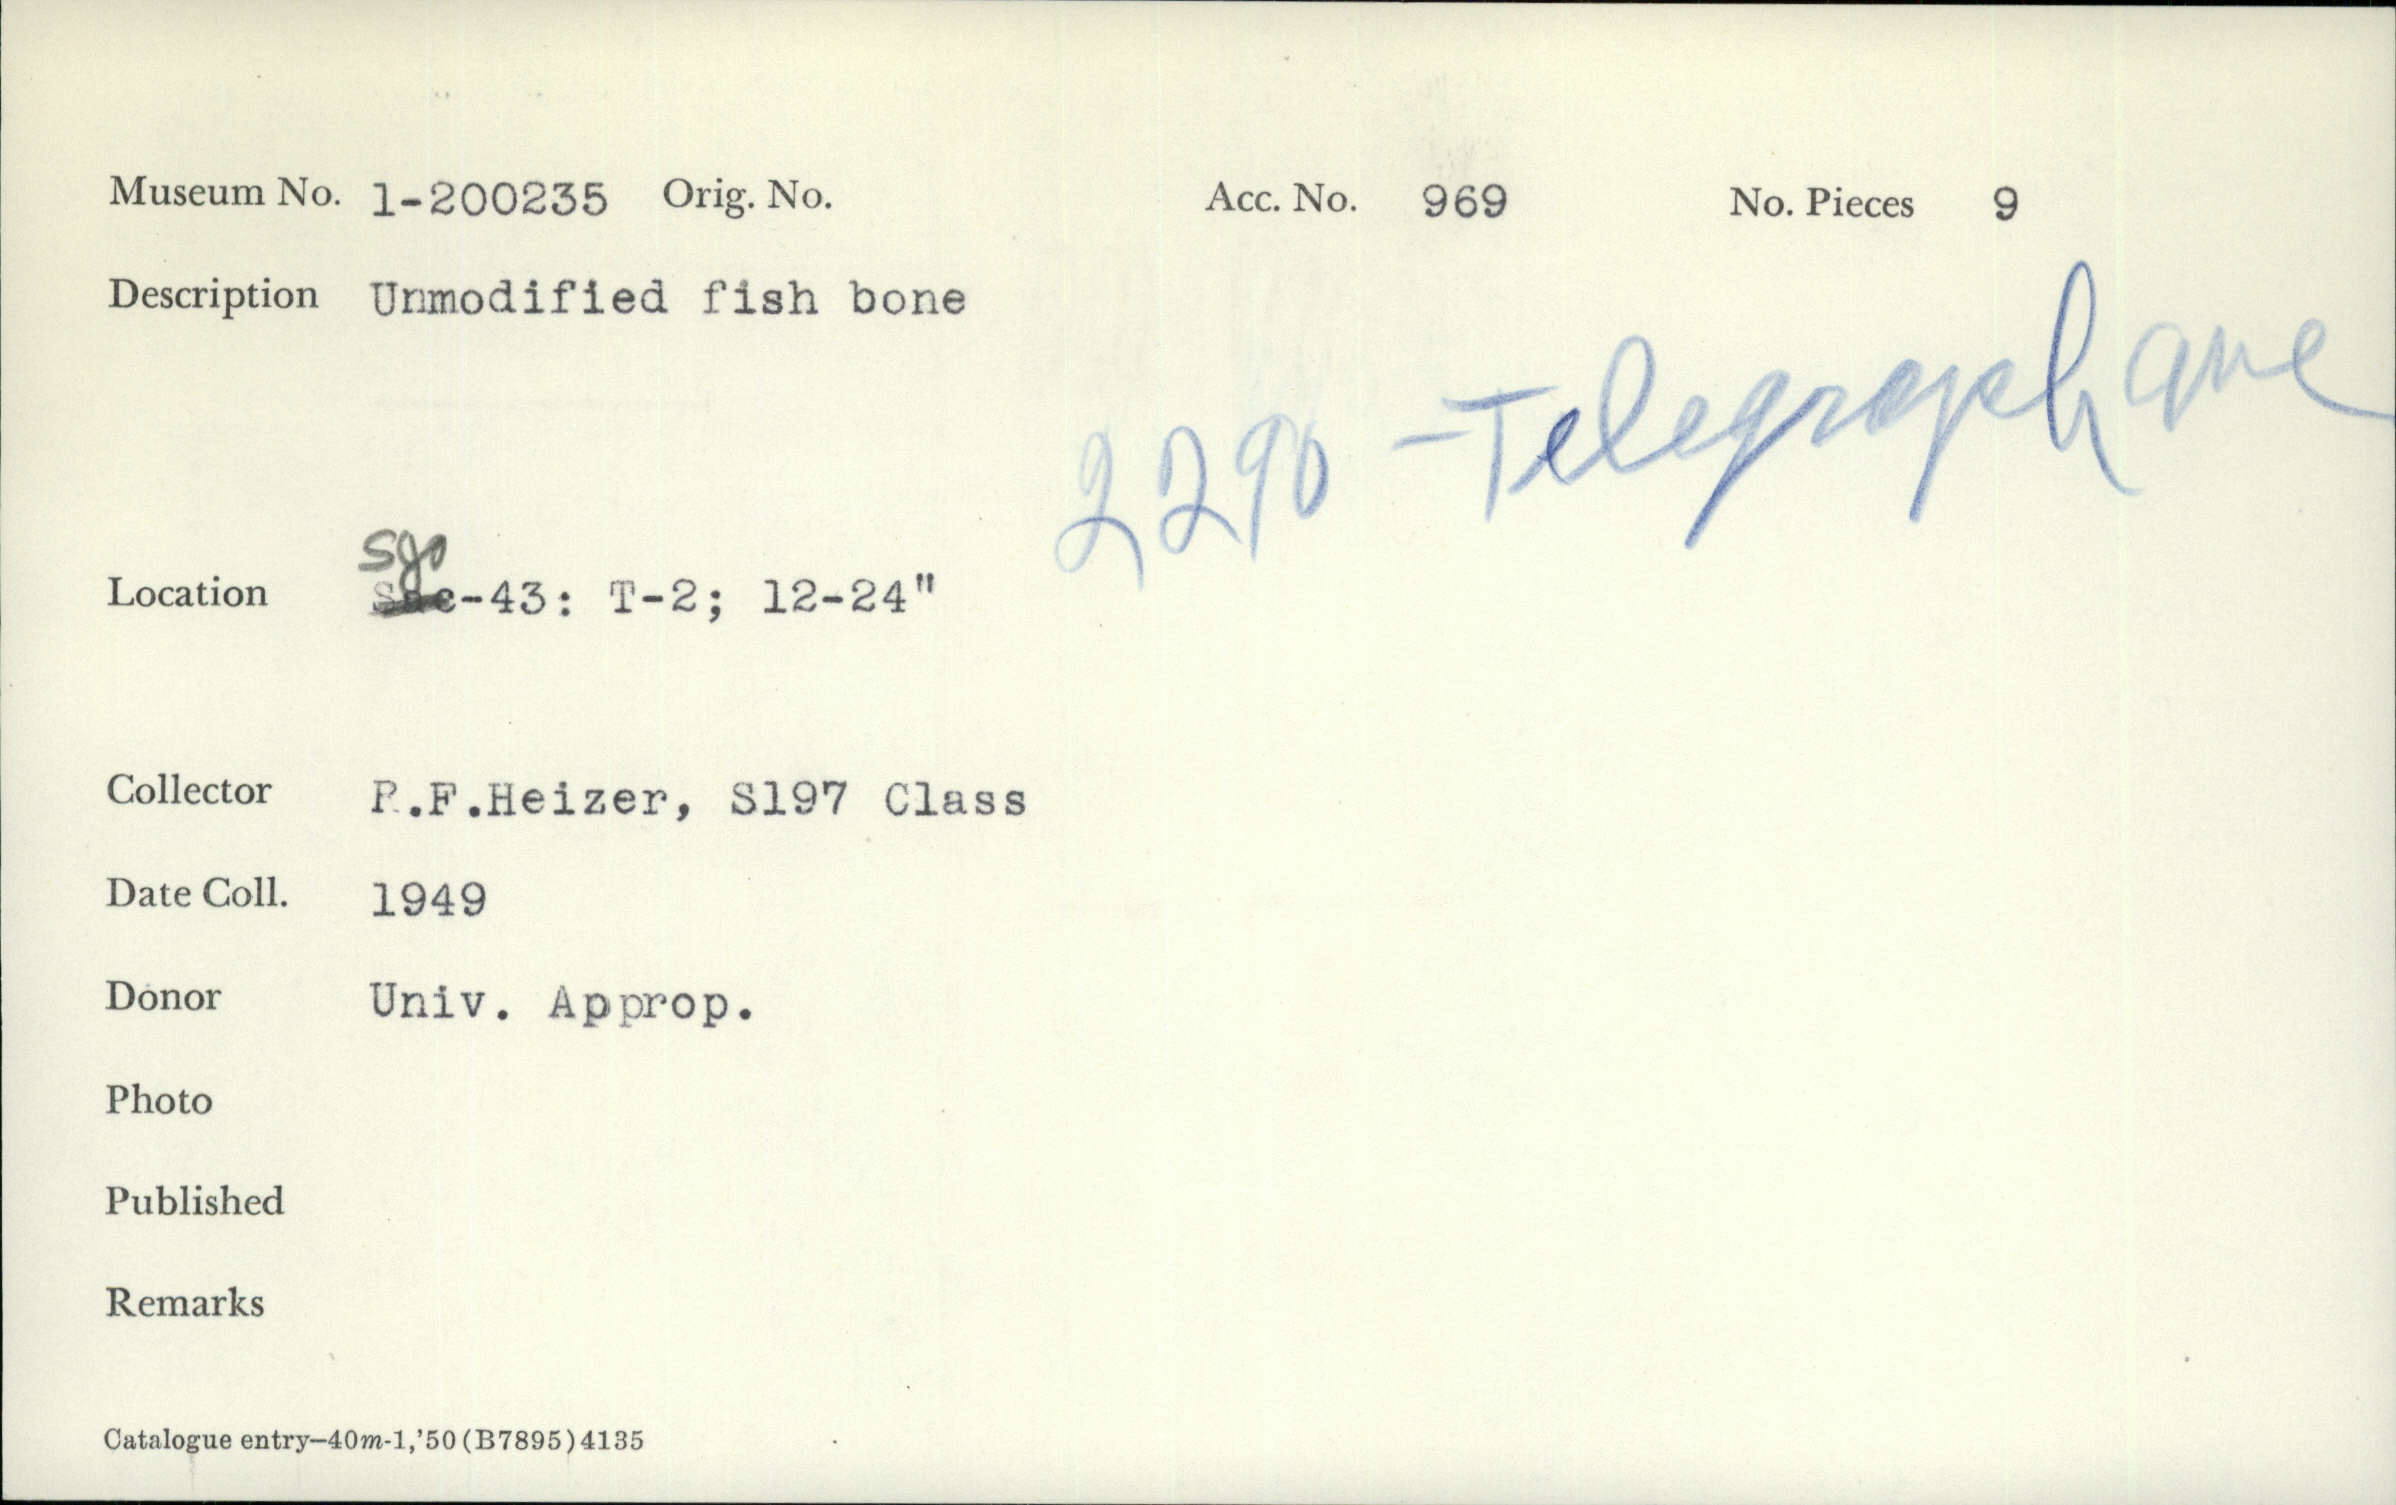 Museum No. 1-200235 Orig. No. Acc. No. 969 No. Pieces 9
Description Unmodified fish bone
2290 - Telegraph ave
Sjo
Location Sac-43: T-2; 12-24"
Collector R.F.Heizer, S197 Class
Date Coll. 1949
Donor Univ. Approp.
Photo
Published
Remarks
Catalogue entry—40m-1,'50(B7895)4135